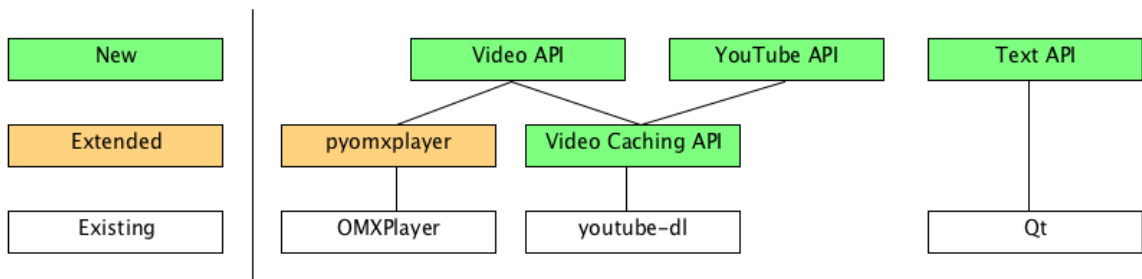 New
Video API
YouTube API
Text API
Extended
pyomxplayer
Video Caching API
Existing
OMXPlayer
youtube-dl
Qt